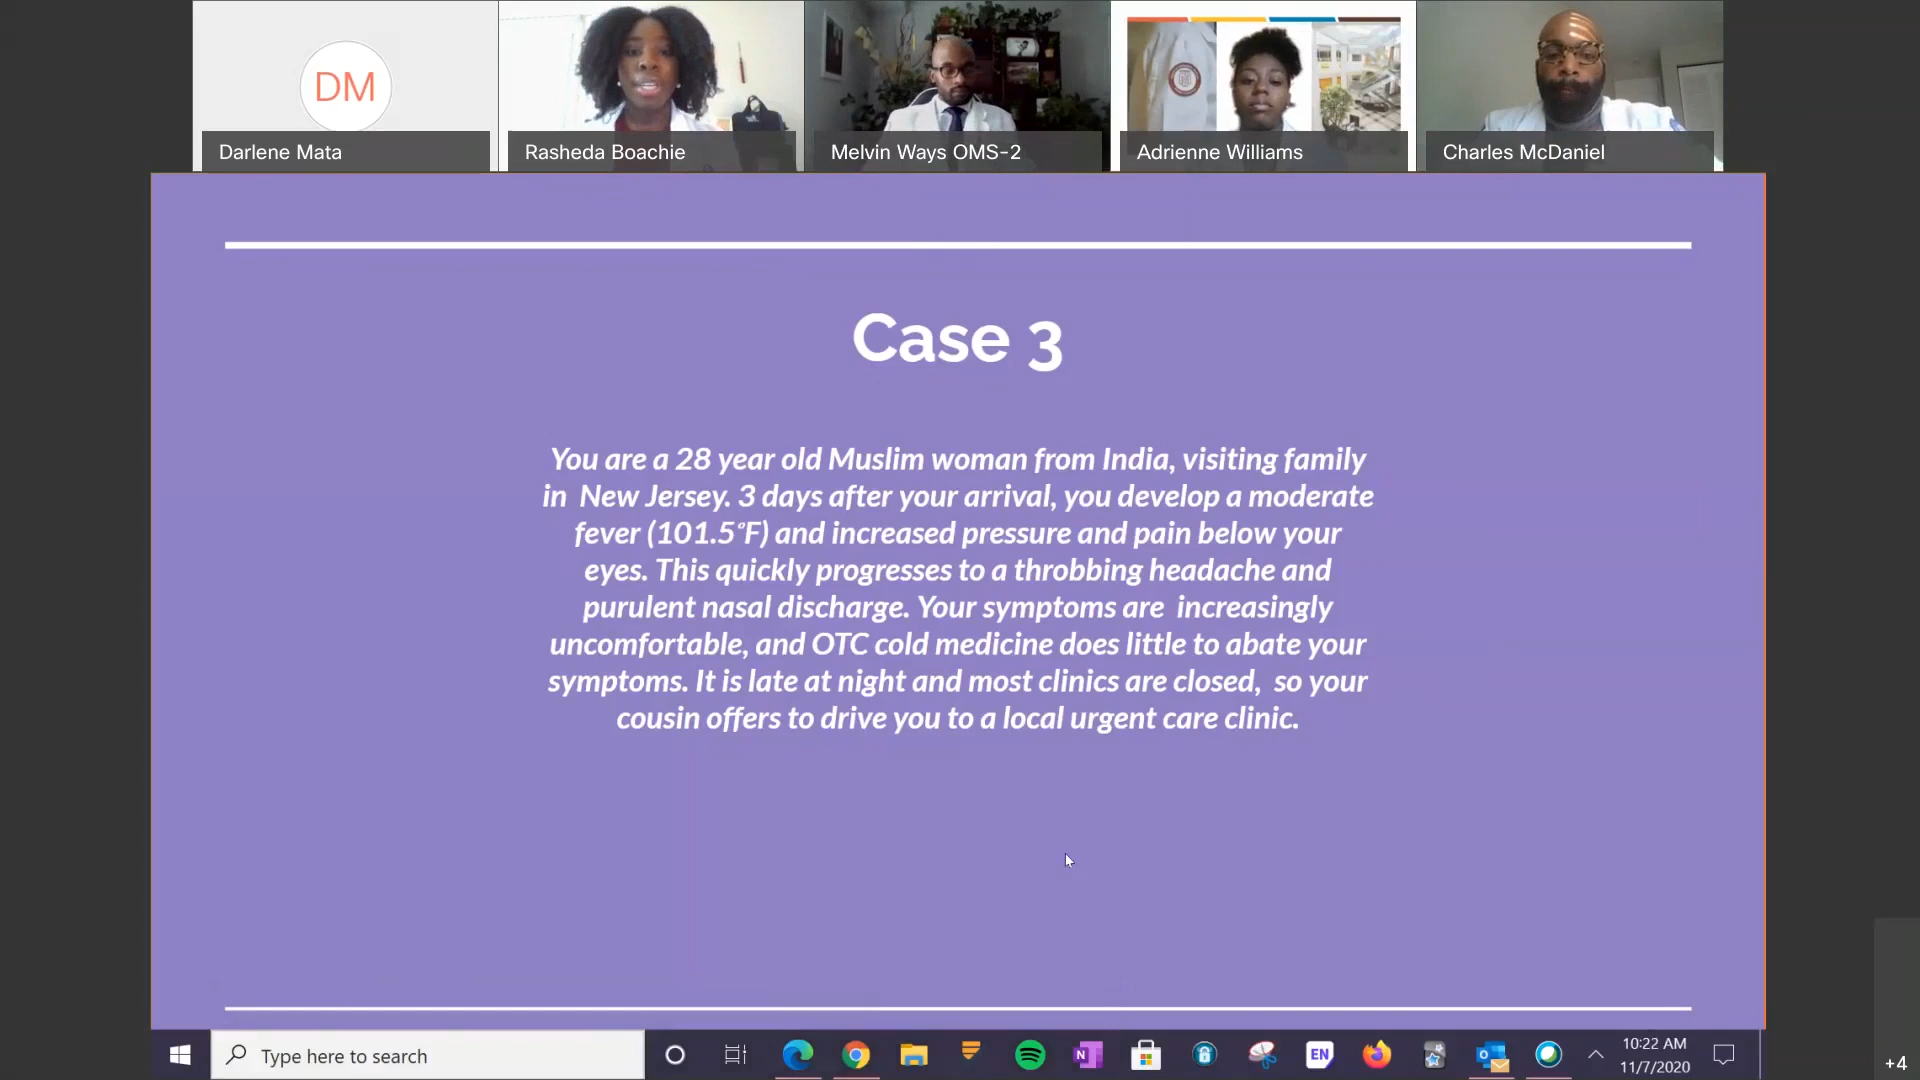 DM
Darlene Mata
Rasheda Boachie
Melvin Ways OMS-2
Adrienne Williams
Charles McDaniel
Case 3
You are a 28 year old Muslim woman from India, visiting family
in New Jersey. 3 days after your arrival, you develop a moderate
fever (101.5°F) and increased pressure and pain below your
eyes. This quickly progresses to a throbbing headache and
purulent nasal discharge. Your symptoms are increasingly
uncomfortable, and OTC cold medicine does little to abate your
symptoms. It is late at night and most clinics are closed, so your
cousin offers to drive you to a local urgent care clinic.
Type here to search
N
EN
10:22 AM
11/7/2020
+4